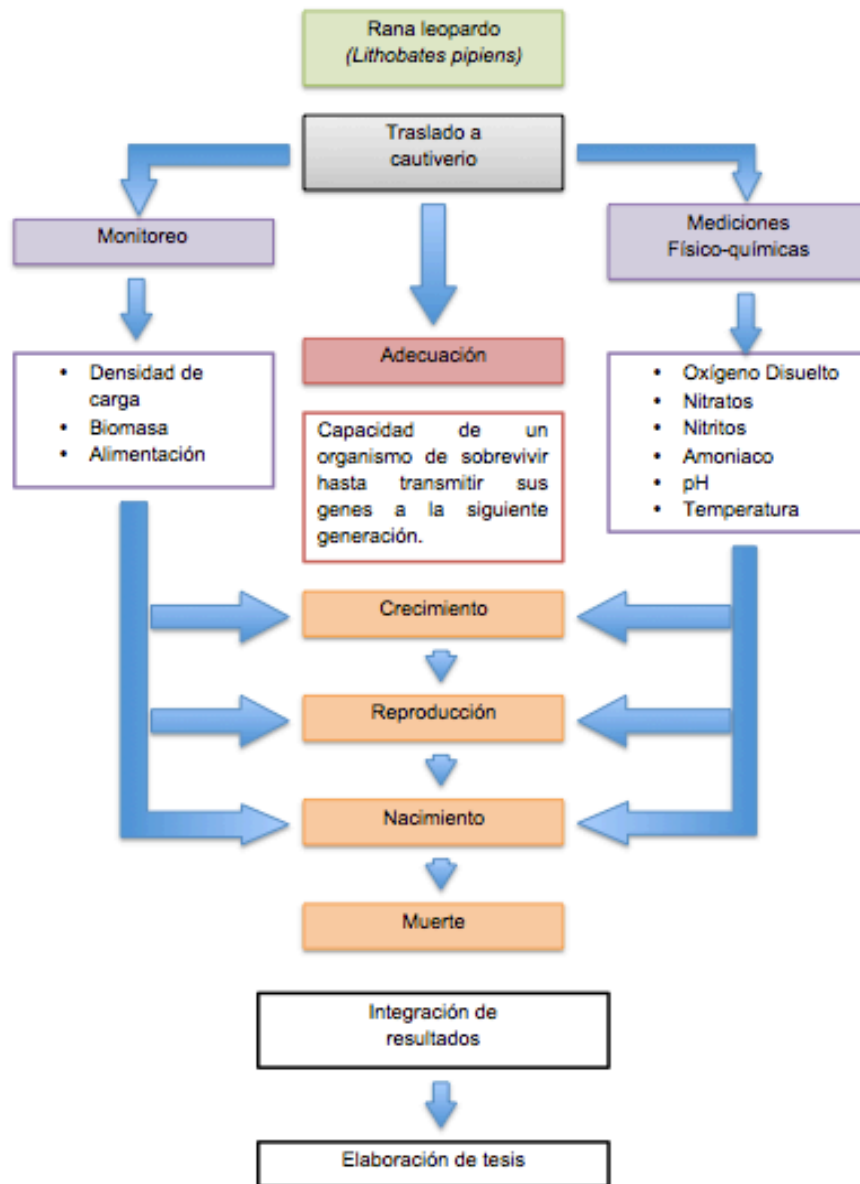 Rana leopardo
(Lithobates pipiens)
Traslado a
cautiverio
Monitoreo
Mediciones
Físico-químicas
Adecuación
• Densidad de
carga
• Biomasa
• Alimentación
Capacidad de un
organismo de sobrevivir
hasta transmitir sus
genes a la siguiente
generación.
• Oxígeno Disuelto
• Nitratos
• Nitritos
• Amoniaco
• pH
• Temperatura
Crecimiento
Reproducción
Nacimiento
Muerte
Integración de
resultados
Elaboración de tesis